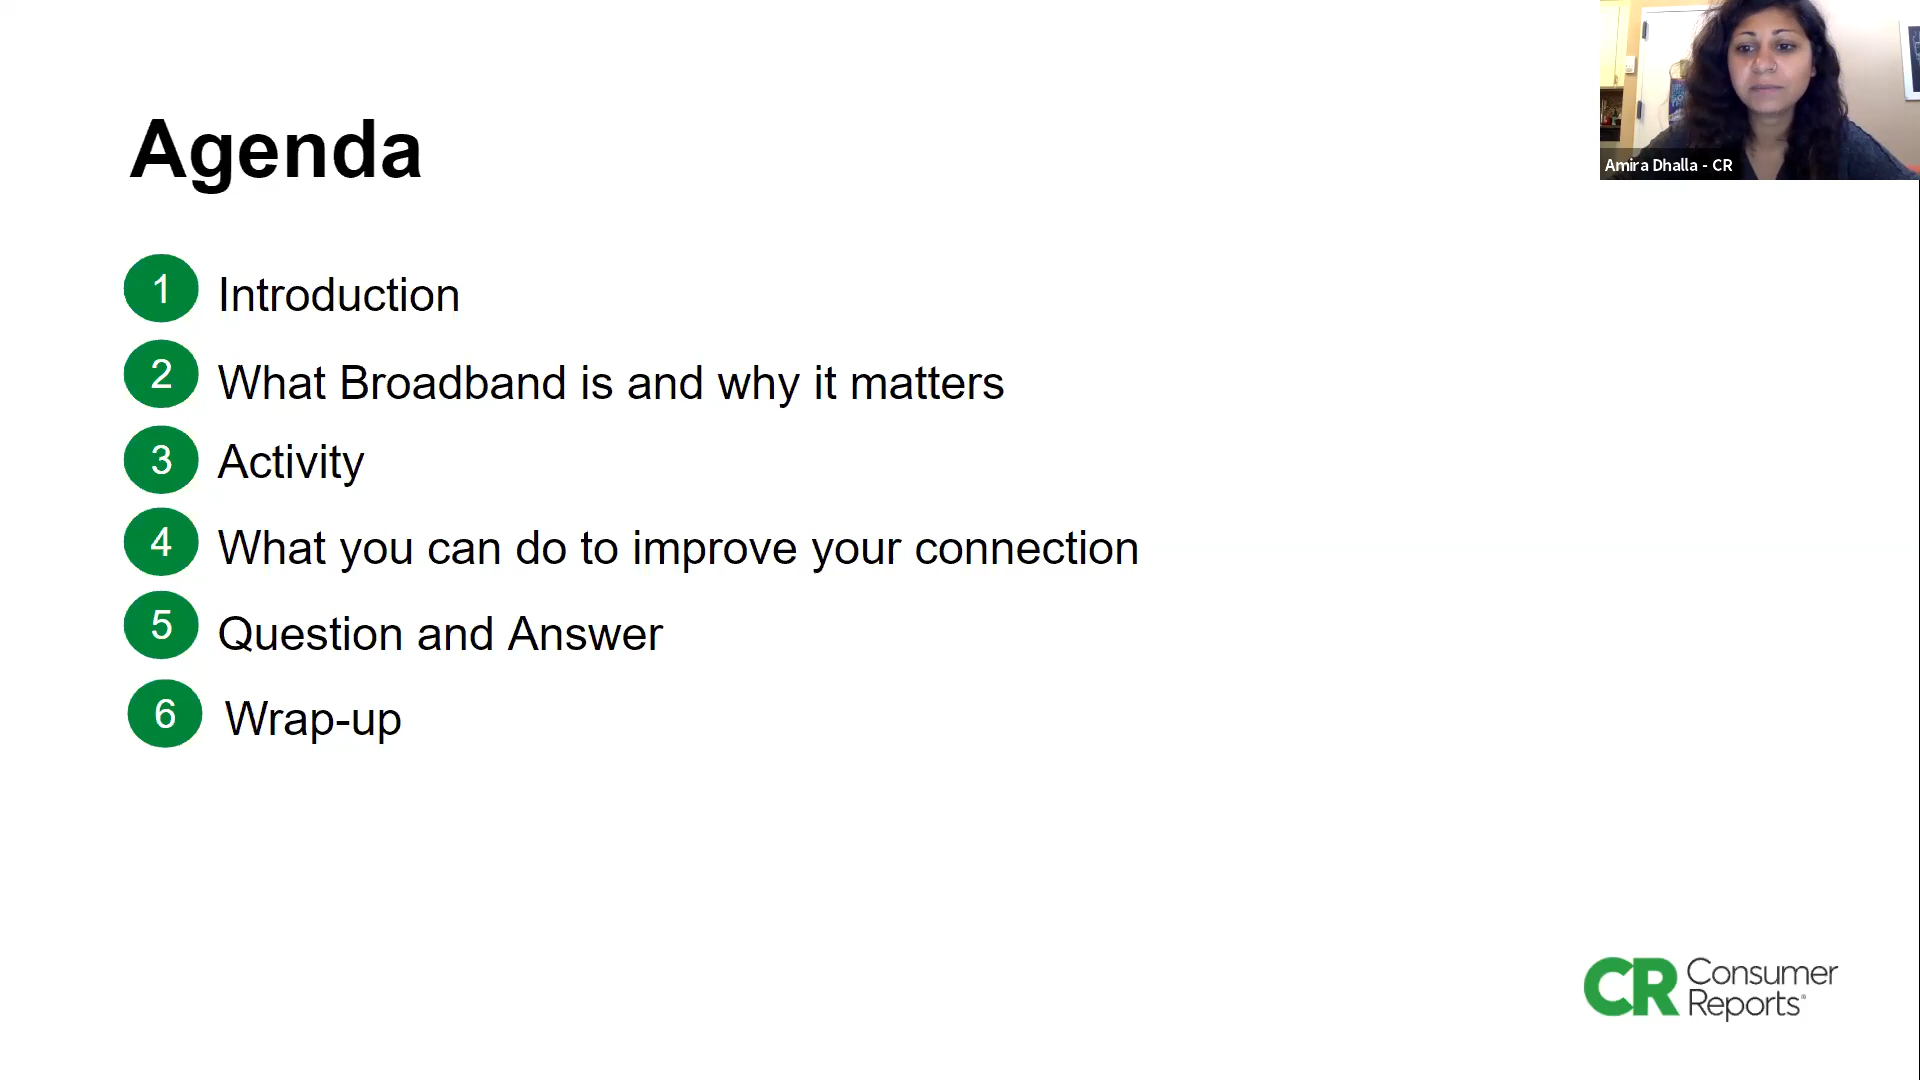 Agenda
1 Introduction
2 What Broadband is and why it matters
3 Activity
4 What you can do to improve your connection
5 Question and Answer
6 Wrap-up
Amira Dhalla - CR
CR Consumer
Reports®